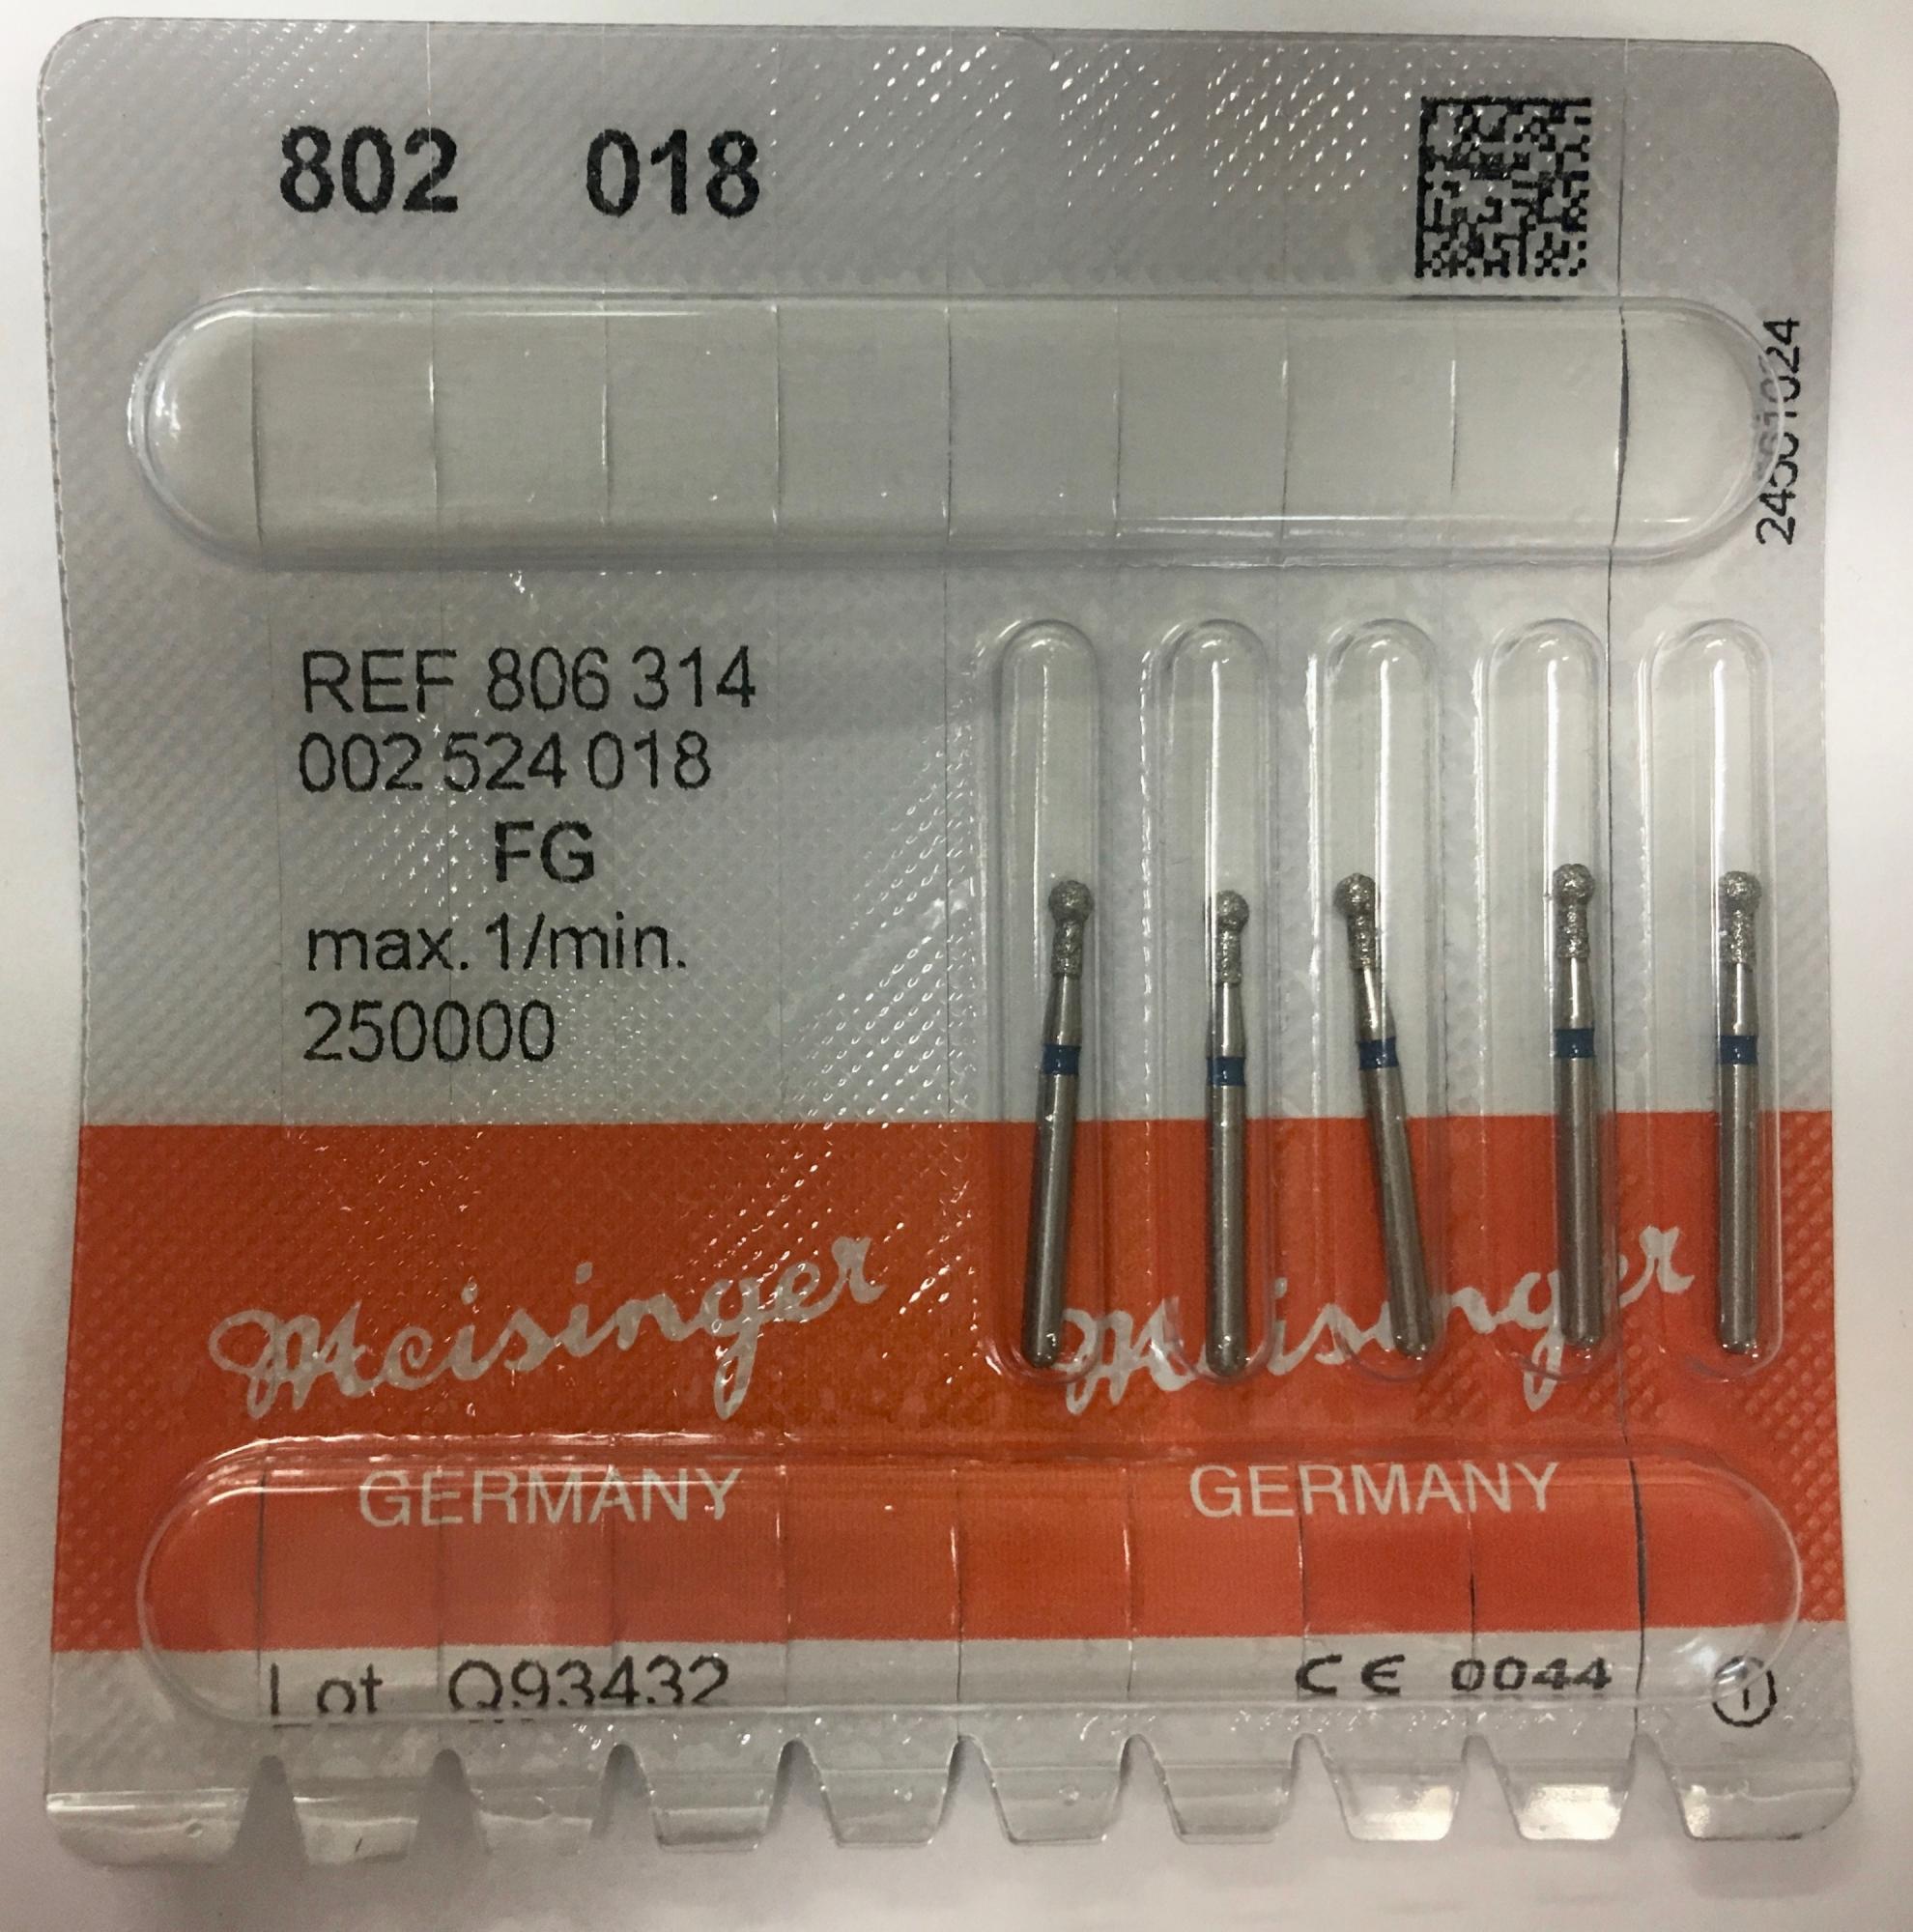 802 018
REF 806 314
002 524 018
FG
max. 1/min.
250000
Meisinger
GERMANY
Meisinger
GERMANY
Lot Q93432
CE 0044
1